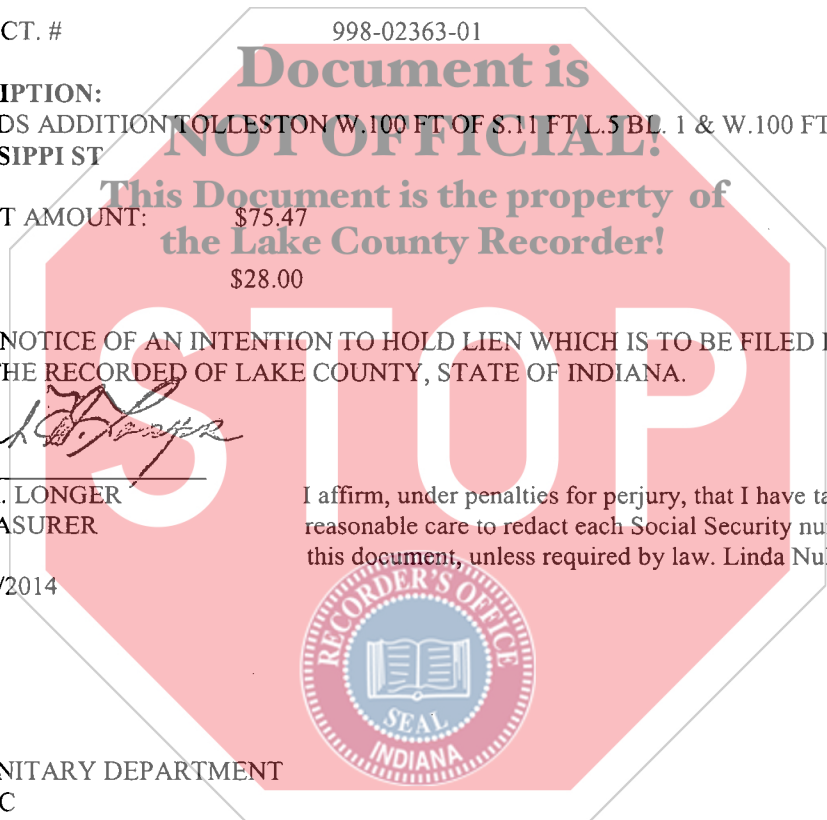 CT. # 998-02363-01
Document is
IPTION:
DS ADDITION TOLLESTON W.100 FT OF S.11 FT L.5 BL. 1 & W.100 FT
NOT OFFICIAL!
SIPPI ST
This Document is the property of
T AMOUNT: $75.47
the Lake County Recorder!
$28.00
NOTICE OF AN INTENTION TO HOLD LIEN WHICH IS TO BE FILED
HE RECORDED OF LAKE COUNTY, STATE OF INDIANA.
STOP
. LONGER
ASURER
I affirm, under penalties for perjury, that I have ta
reasonable care to redact each Social Security nu
this document, unless required by law. Linda Nu
/2014
RECORDER'S OFFICE
SEAL
INDIANA
NITARY DEPARTMENT
C